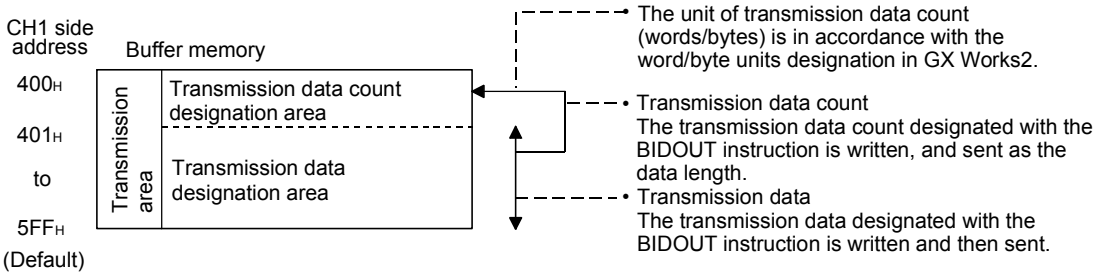 CH1 side
address
Buffer memory
400H
Transmission data count
designation area
401H
to
Transmission data
designation area
5FFH
(Default)
Transmission
area
• The unit of transmission data count
(words/bytes) is in accordance with the
word/byte units designation in GX Works2.
• Transmission data count
The transmission data count designated with the
BIDOUT instruction is written, and sent as the
data length.
• Transmission data
The transmission data designated with the
BIDOUT instruction is written and then sent.